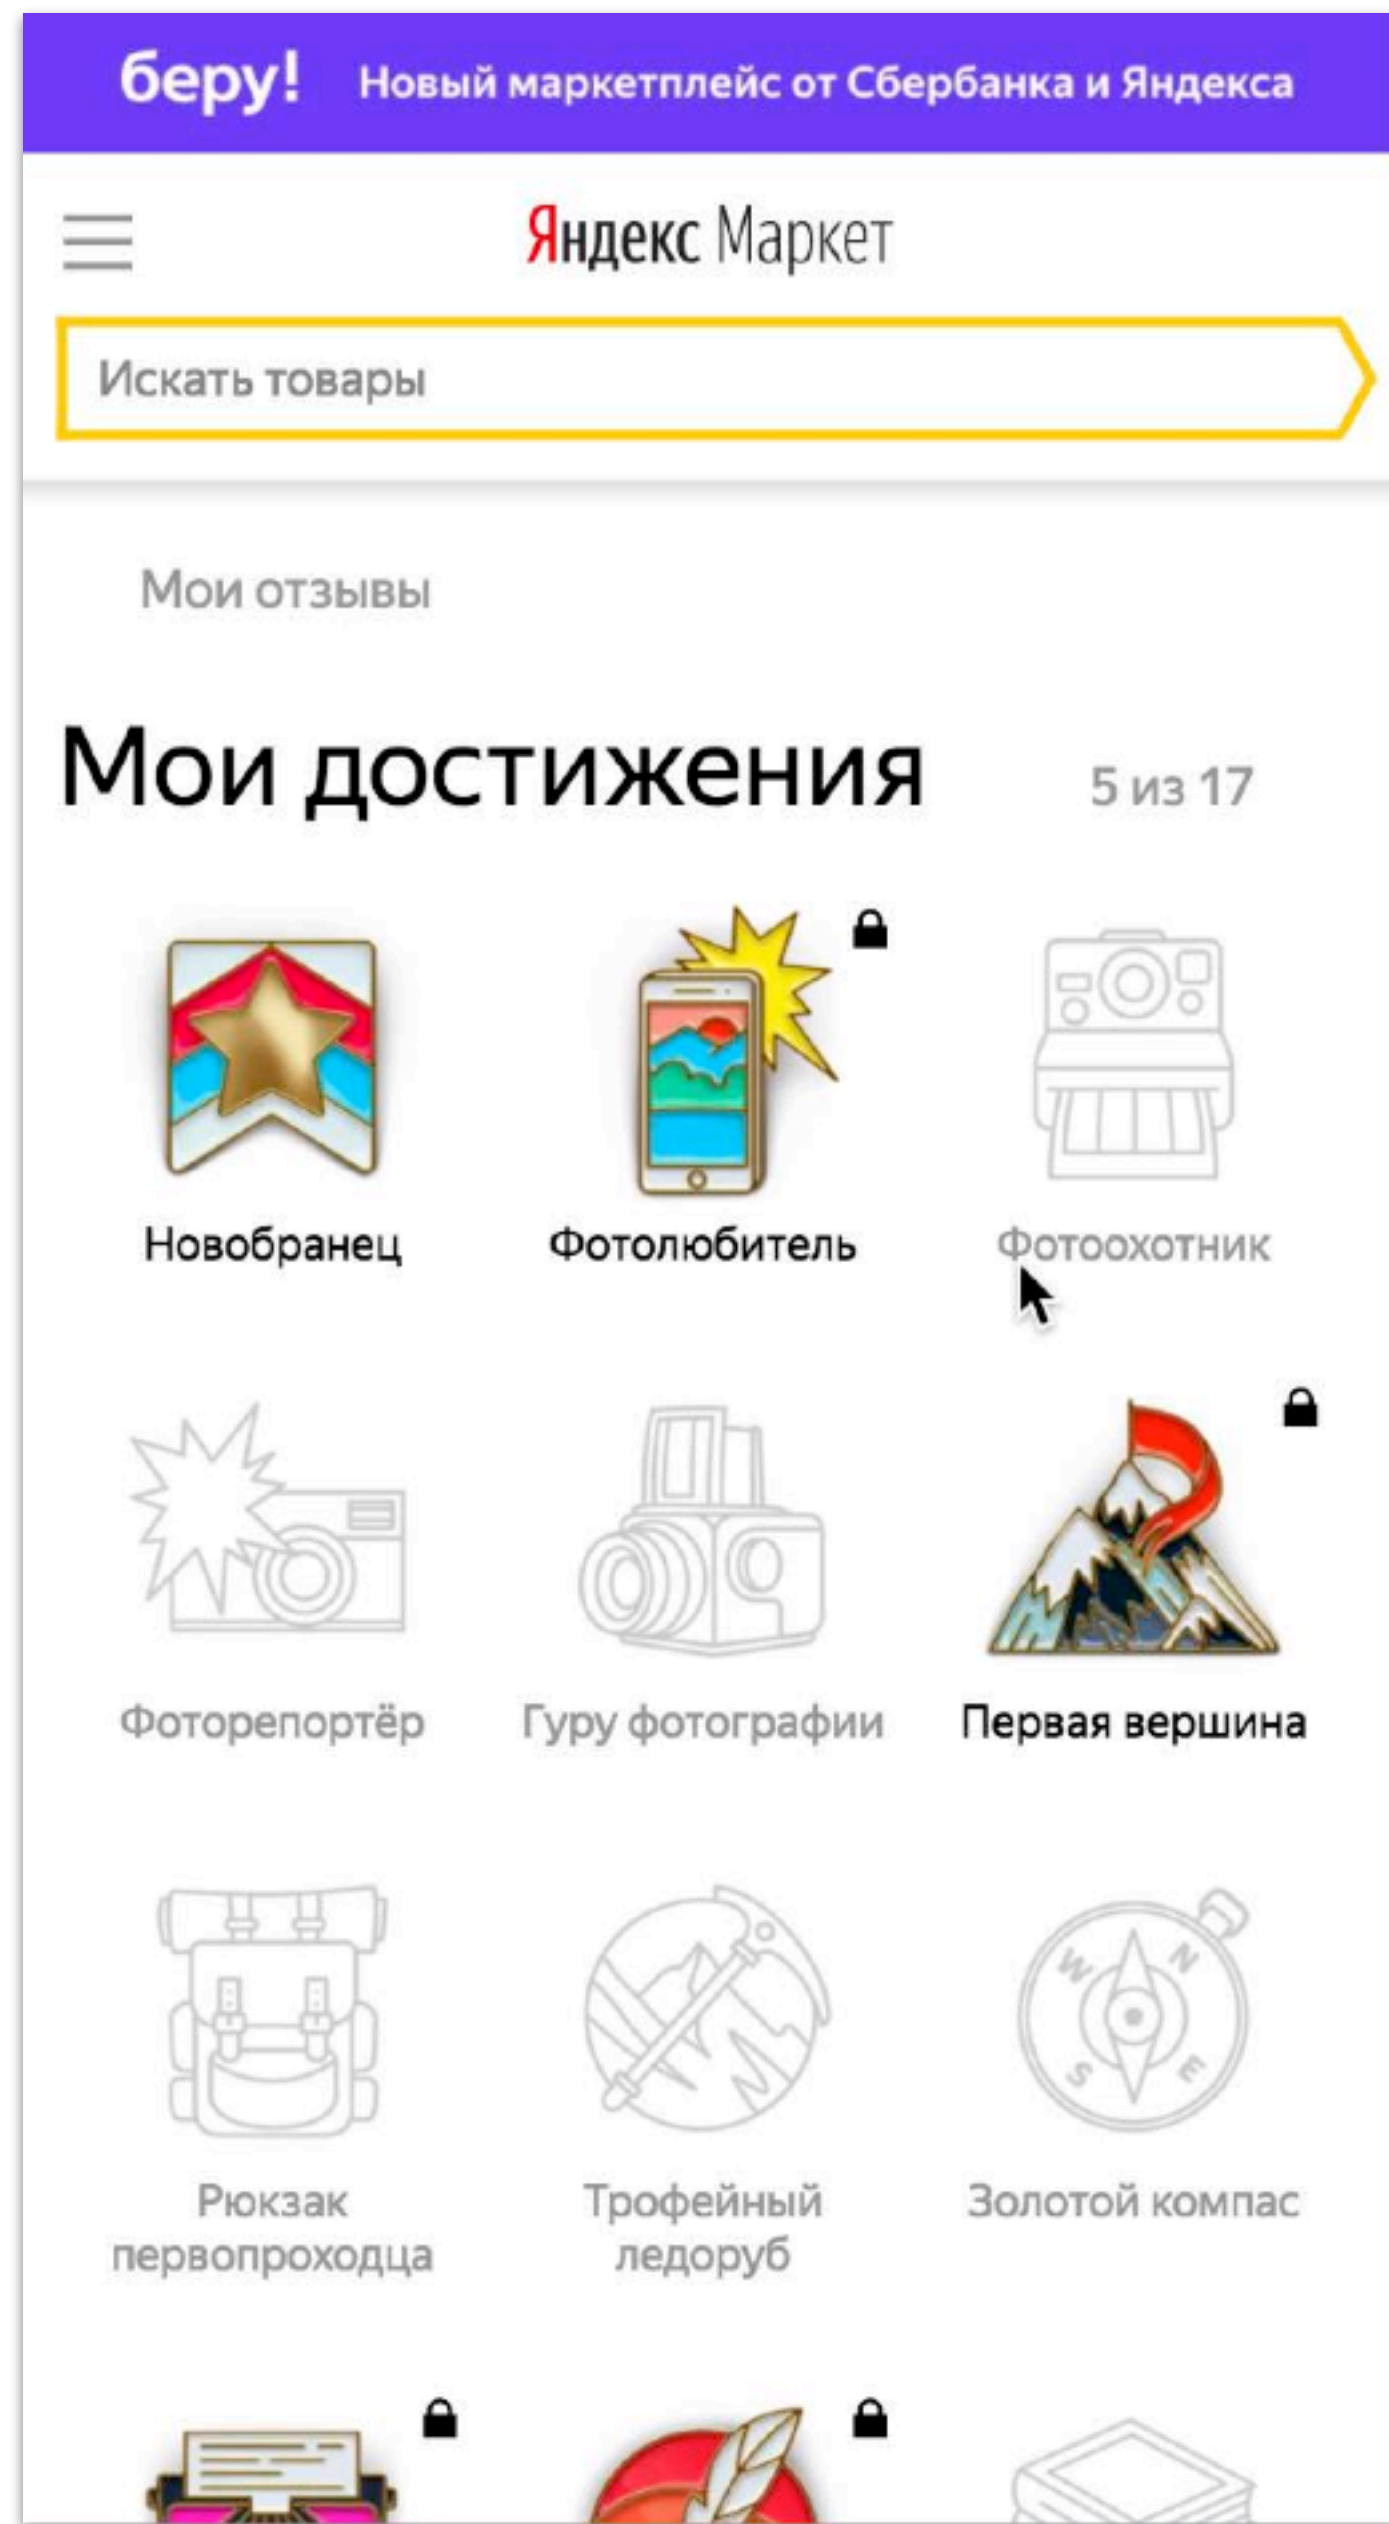 беру! Новый маркетплейс от Сбербанка и Яндекса
Яндекс Маркет
Искать товары
Мои отзывы
Мои достижения 5 из 17
Новобранец Фотолюбитель Фотоохотник
Фоторепортёр Гуру фотографии Первая вершина
W N
S E
Рюкзак первопроходца
Трофейный ледоруб
Золотой компас